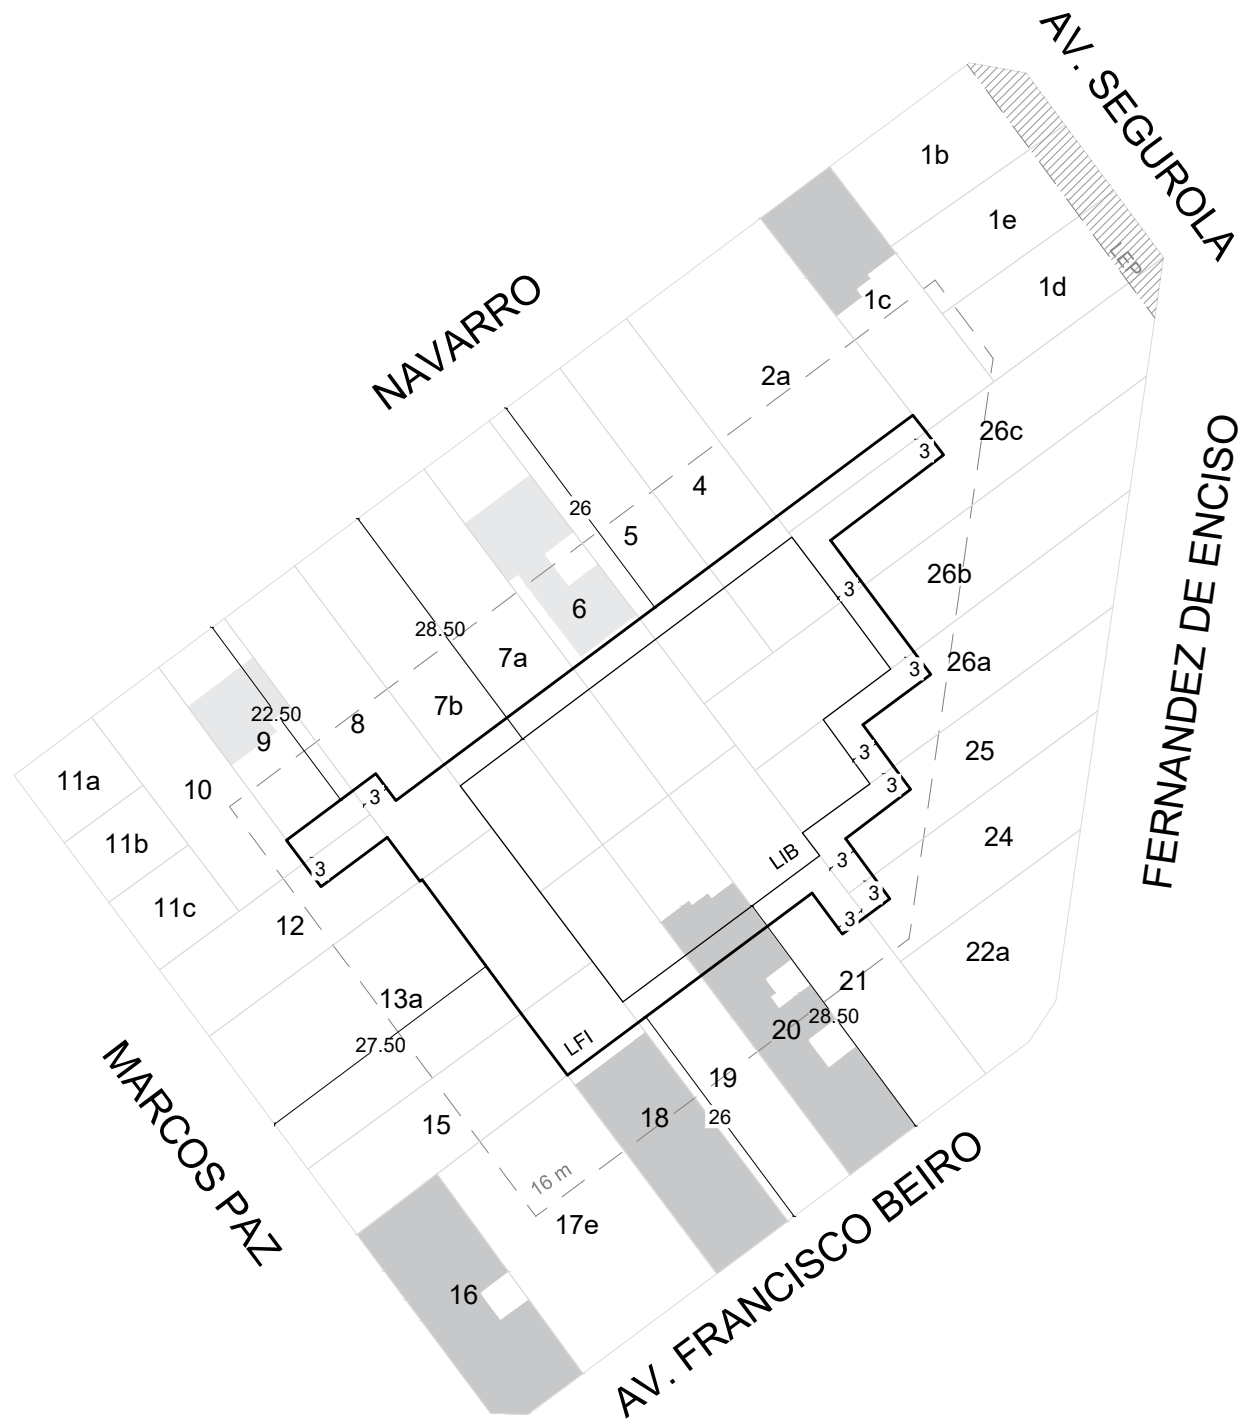 AV. SEGUROLA
1b
1e
LEP
1d
1c
NAVARRO
2a
26c
3
4
26
5
26b
3
6
28.50
7a
26a
3
FERNANDEZ DE ENCISO
7b
22.50
8
9
3
25
11a
10
3
3
11b
24
LIB
3
3
3
11c
12
3
22a
21
13a
28.50
20
27.50
LFI
19
MARCOS PAZ
15
18
26
16 m
17e
16
AV. FRANCISCO BEIRO